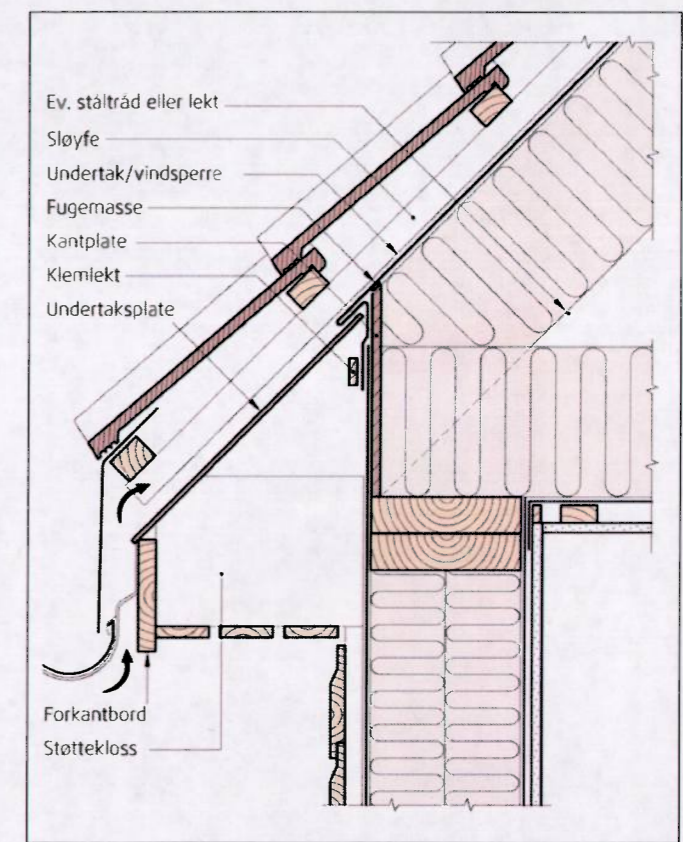 Ev. ståltråd eller lekt
Sløyfe
Undertak/vindsperre
Fugemasse
Kantplate
Klemlekt
Undertaksplate
Forkantbord
Støttekloss